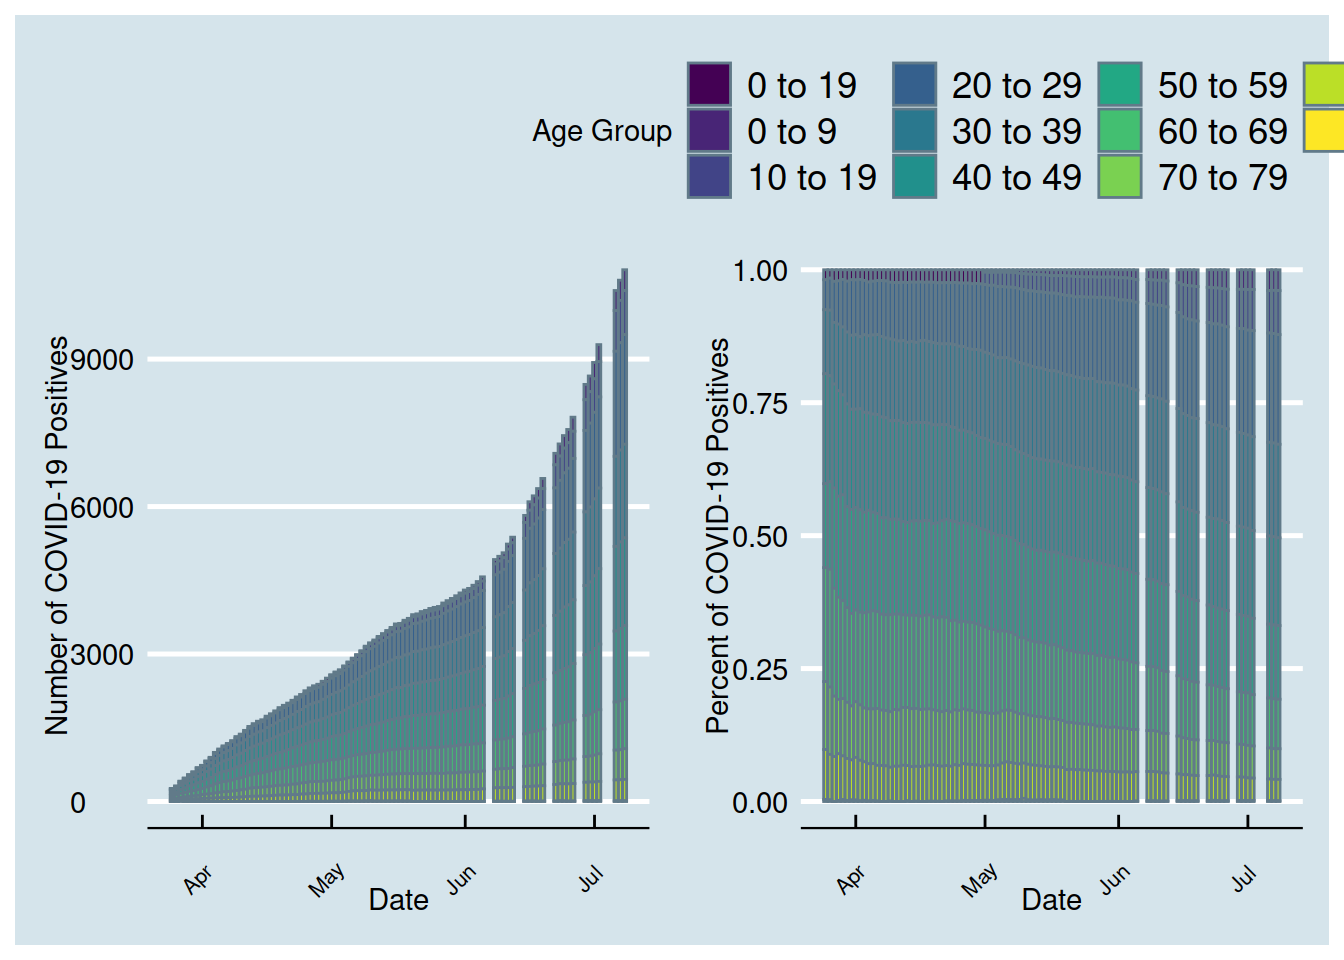 0 to 19 20 to 29 50 to 59
Age Group 0 to 9 30 to 39 60 to 69
10 to 19 40 to 49 70 to 79
Number of COVID-19 Positives
9000
6000
3000
0
Apr May Jun Jul
Date
Percent of COVID-19 Positives
1.00
0.75
0.50
0.25
0.00
Apr May Jun Jul
Date